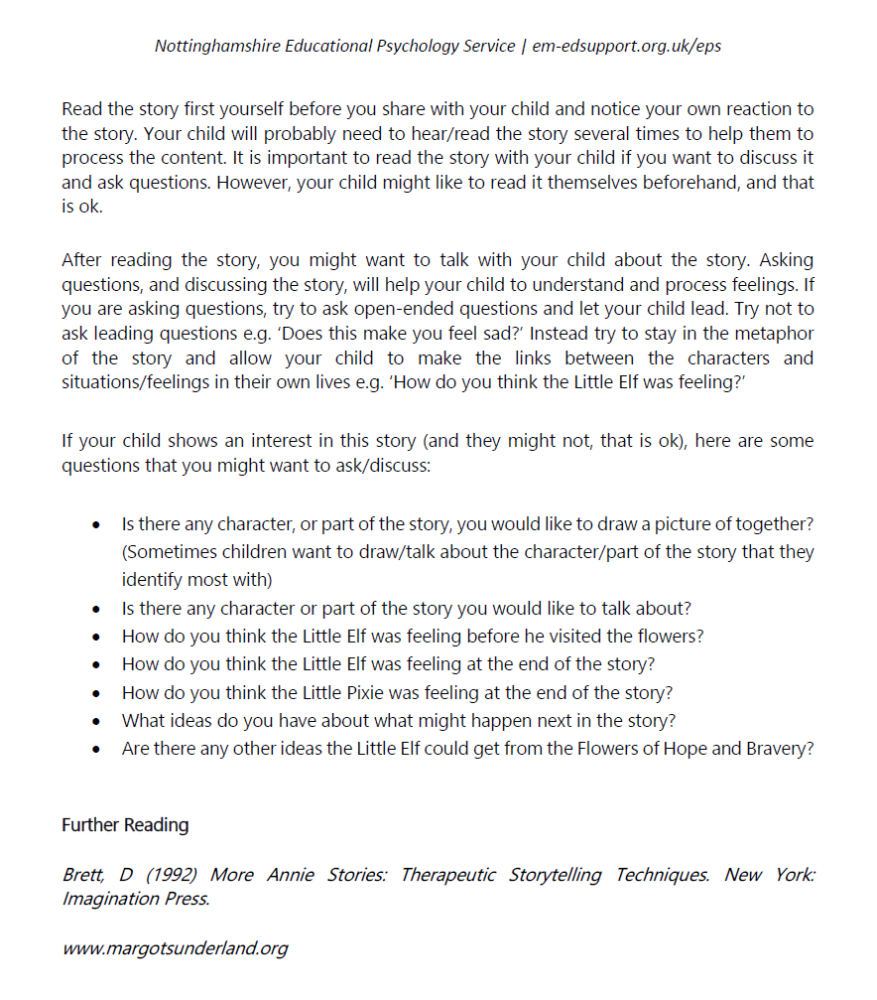 Nottinghamshire Educational Psychology Service | em-edsupport.org.uk/eps
Read the story first yourself before you share with your child and notice your own reaction to
the story. Your child will probably need to hear/read the story several times to help them to
process the content. It is important to read the story with your child if you want to discuss it
and ask questions. However, your child might like to read it themselves beforehand, and that
is ok.
After reading the story, you might want to talk with your child about the story. Asking
questions, and discussing the story, will help your child to understand and process feelings. If
you are asking questions, try to ask open-ended questions and let your child lead. Try not to
ask leading questions e.g. ‘Does this make you feel sad?’ Instead try to stay in the metaphor
of the story and allow your child to make the links between the characters and
situations/feelings in their own lives e.g. ‘How do you think the Little Elf was feeling?’
If your child shows an interest in this story (and they might not, that is ok), here are some
questions that you might want to ask/discuss:
• Is there any character, or part of the story, you would like to draw a picture of together?
(Sometimes children want to draw/talk about the character/part of the story that they
identify most with)
• Is there any character or part of the story you would like to talk about?
• How do you think the Little Elf was feeling before he visited the flowers?
• How do you think the Little Elf was feeling at the end of the story?
• How do you think the Little Pixie was feeling at the end of the story?
• What ideas do you have about what might happen next in the story?
• Are there any other ideas the Little Elf could get from the Flowers of Hope and Bravery?
Further Reading
Brett, D (1992) More Annie Stories: Therapeutic Storytelling Techniques. New York:
Imagination Press.
www.margotsunderland.org